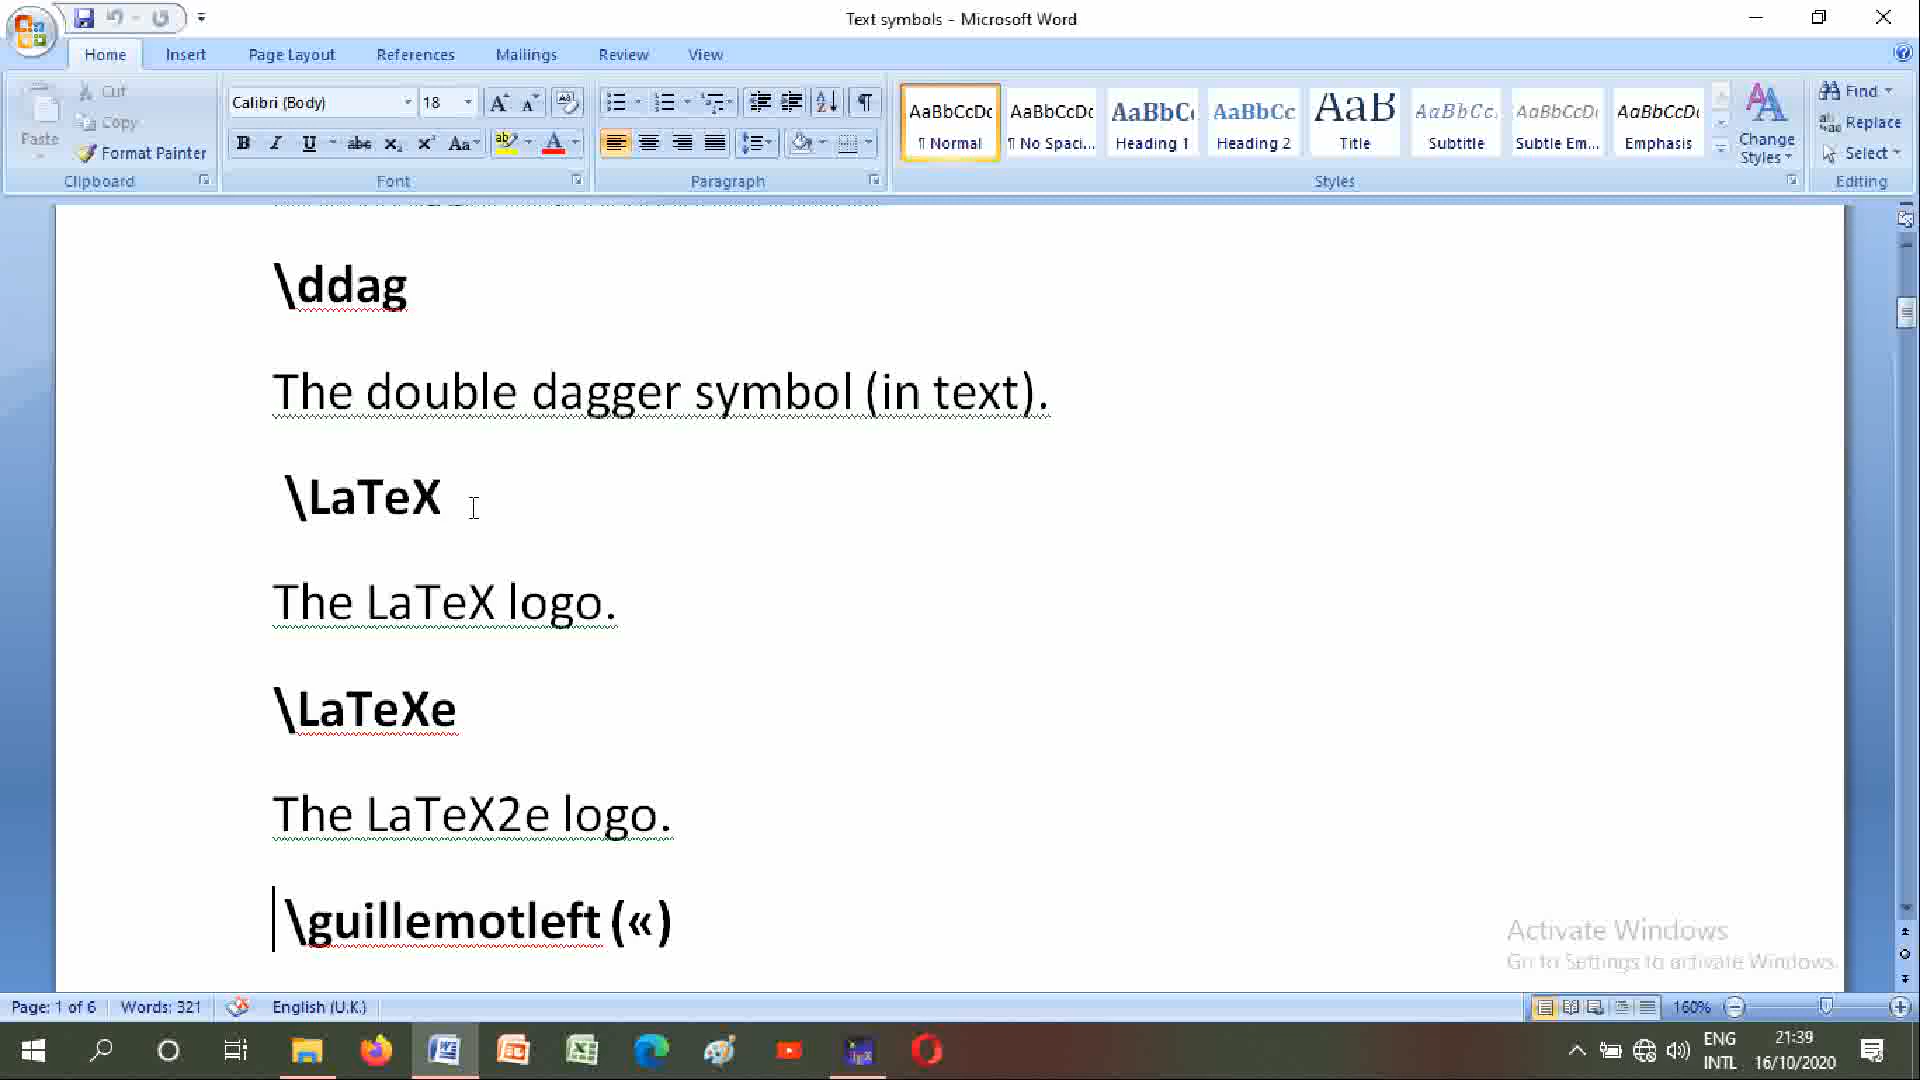 Text symbols - Microsoft Word
Home Insert Page Layout References Mailings Review View
Paste
Cut
Copy
Format Painter
Clipboard
Calibri (Body) 18
Font
Paragraph
AaBbCcDc AaBbCcDc AaBbC AaBbCc AaB AaBbCc. AaBbCcDi AaBbCcDi
¶ Normal ¶ No Spaci... Heading 1 Heading 2 Title Subtitle Subtle Em... Emphasis
Change Styles
Styles
Find
Replace
Select
Editing
\ddag
The double dagger symbol (in text).
\LaTeX
The LaTeX logo.
\LaTeXe
The LaTeX2e logo.
\guillemotleft («)
Activate Windows
Go to Settings to activate Windows.
Page: 1 of 6 Words: 321 English (U.K.) 160%
ENG 21:39
INTL 16/10/2020